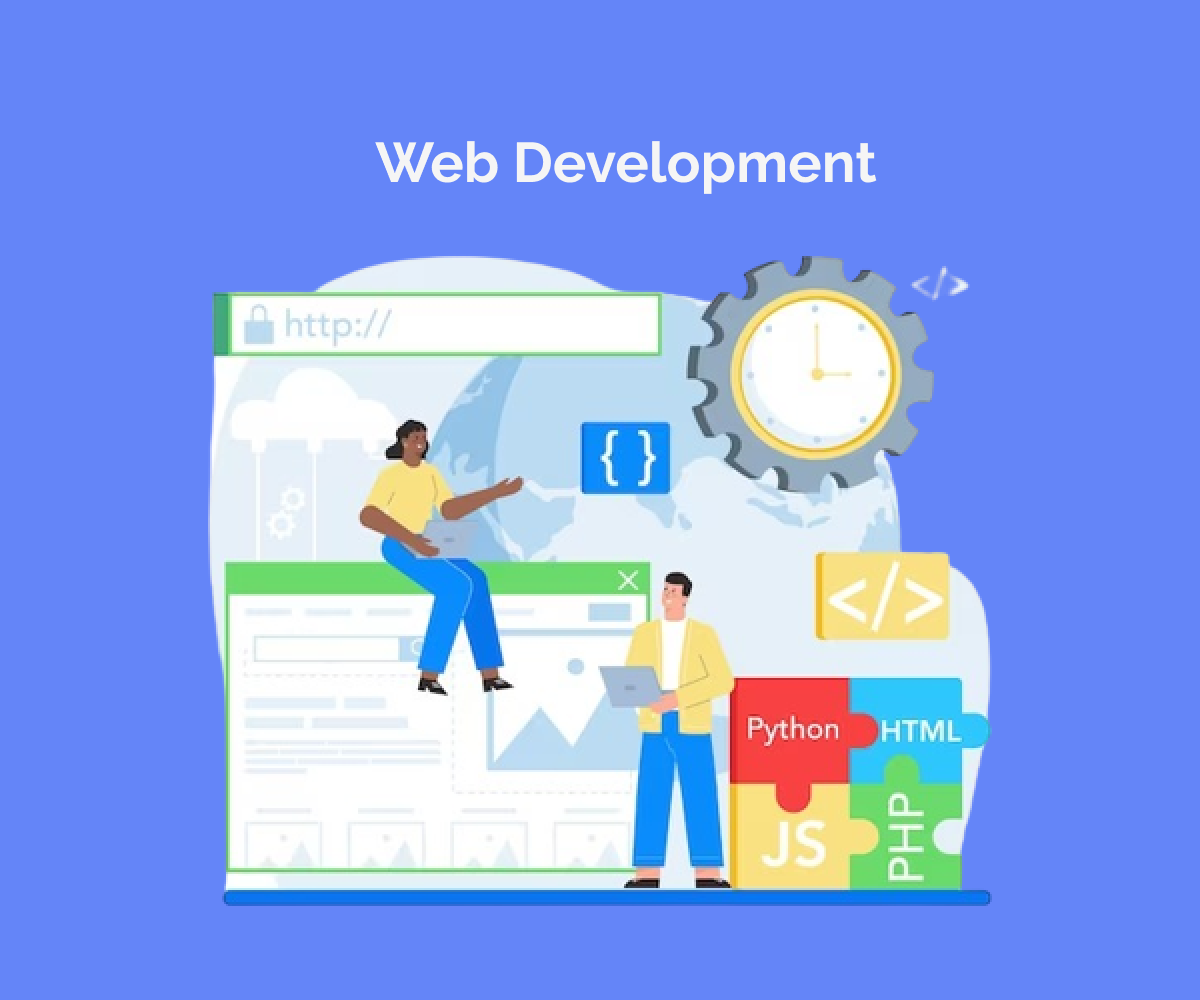 Web Development
</>
http://
{ }
</>
Python
HTML
JS
PHP